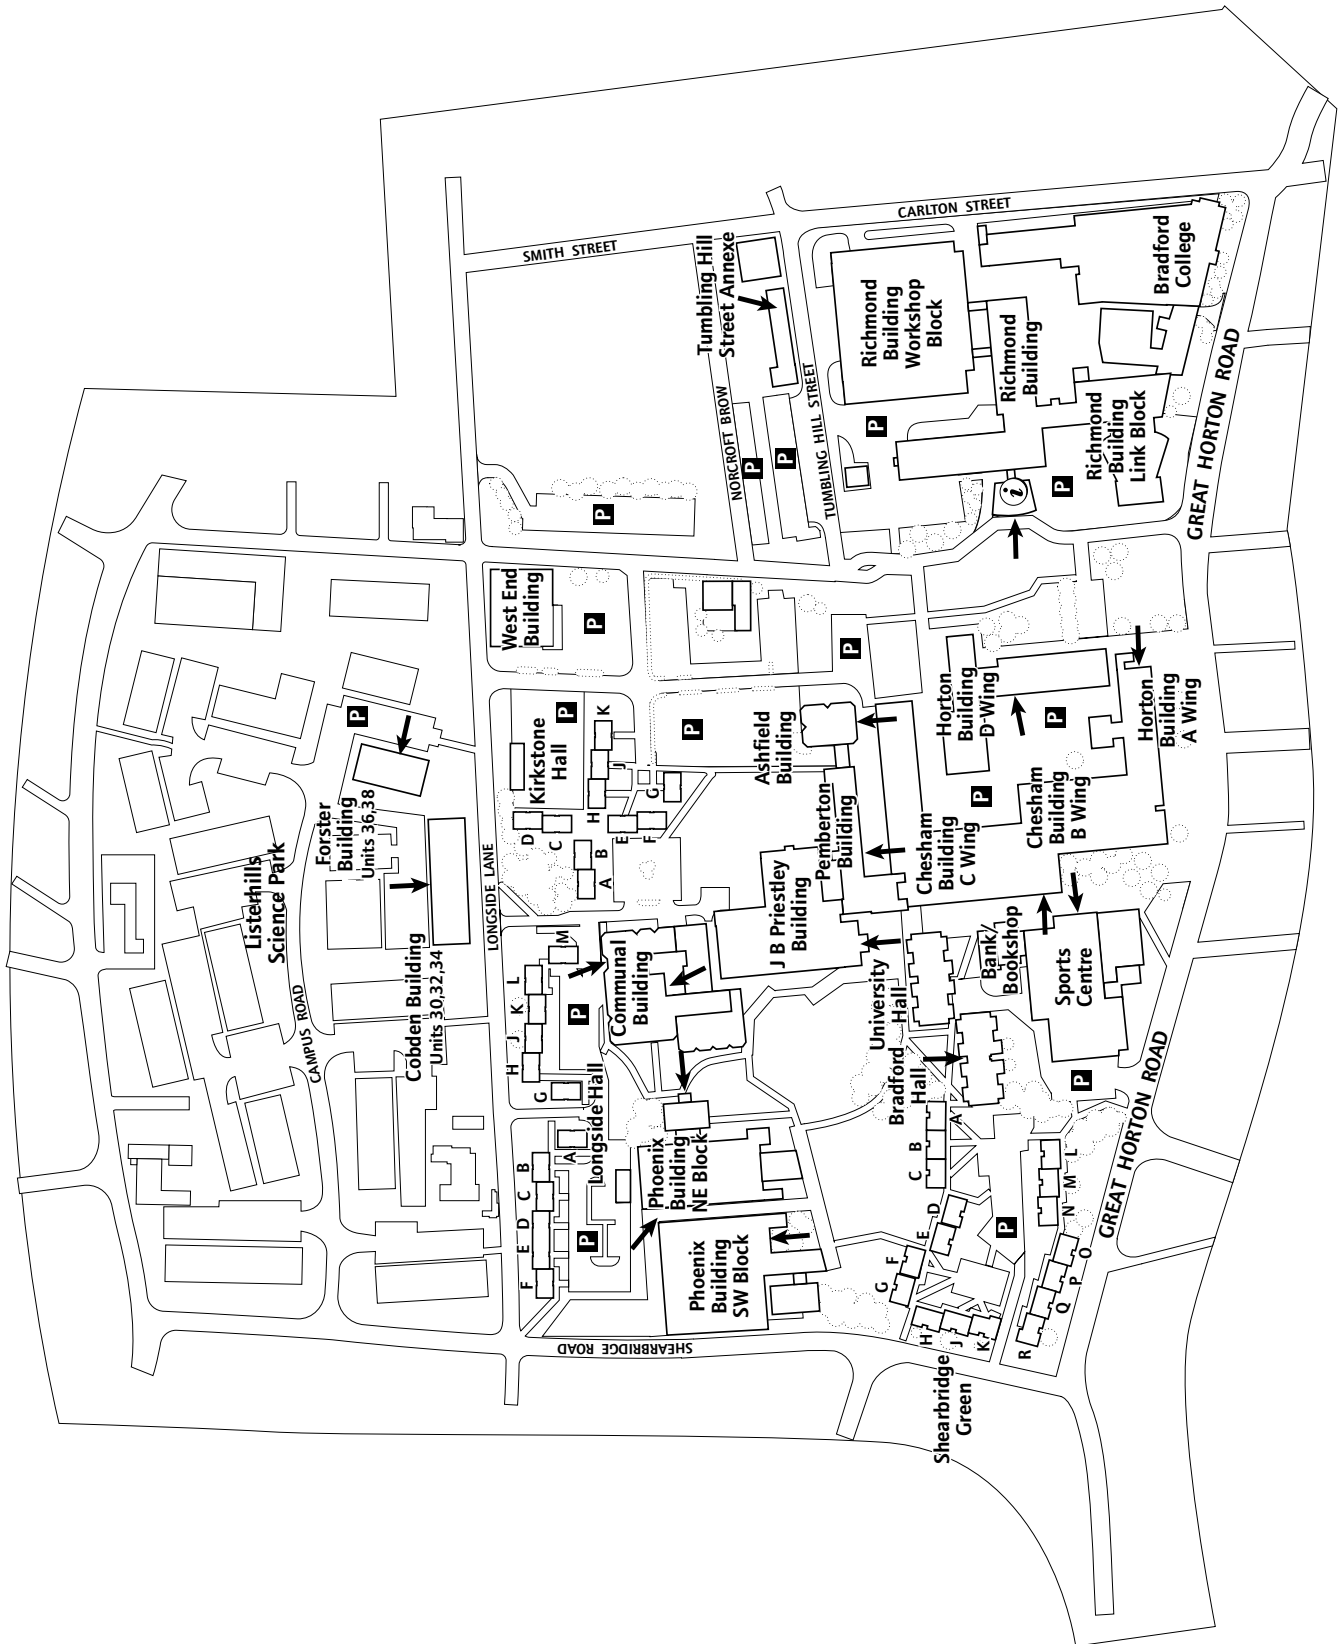 CARLTON STREET
SMITH STREET
Tumbling Hill
Street Annexe
Richmond
Building
Workshop
Block
Bradford
College
Richmond
Building
Richmond
Building
Link Block
GREAT HORTON ROAD
NORCROFT BROW
TUMBLING HILL STREET
P
P
P
P
P
i
West End
Building
P
P
P
Kirkstone
Hall
P
K
J
H
G
D
C
E
F
B
A
P
Ashfield
Building
Horton
Building
D Wing
P
Horton
Building
A Wing
Pemberton
Building
P
Chesham
Building
B Wing
Chesham
Building
C Wing
J B Priestley
Building
Forster
Building
Units 36,38
Listerhills
Science Park
LONGSIDE LANE
CAMPUS ROAD
Cobden Building
Units 30,32,34
M
L
K
J
H
G
P
Communal
Building
Longside Hall
A
B
C
D
E
F
P
University
Hall
Bank/
Bookshop
Sports
Centre
Bradford
Hall
P
GREAT HORTON ROAD
Phoenix
Building
NE Block
Phoenix
Building
SW Block
SHEARBRIDGE ROAD
A
B
C
D
E
F
G
H
J
K
P
L
M
N
O
P
Q
R
Shearbridge
Green